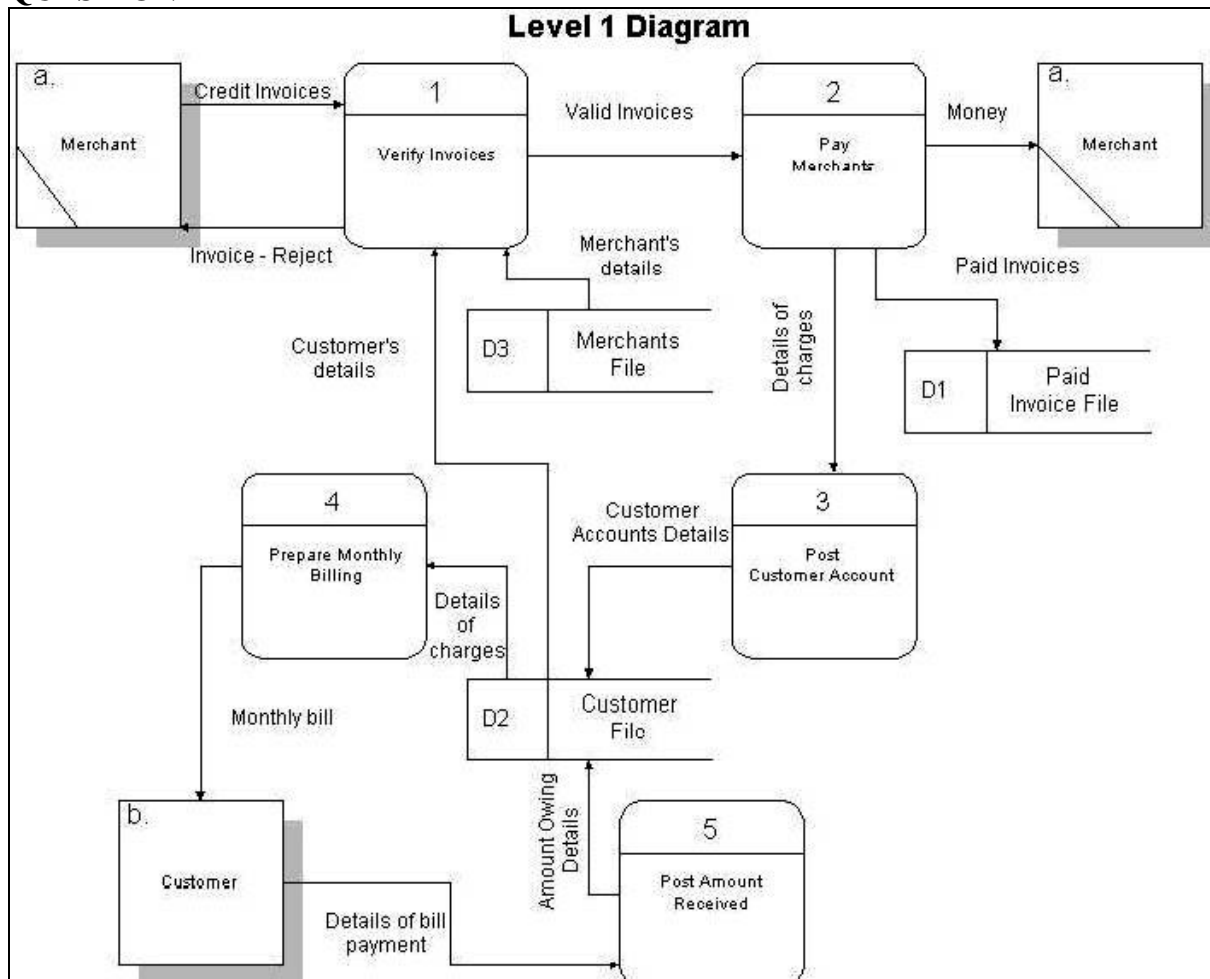 Level 1 Diagram
a.
Merchant
Credit Invoices
Invoice - Reject
1
Verify Invoices
Valid Invoices
2
Pay
Merchants
Money
a.
Merchant
Merchant's
details
Paid Invoices
Customer's
details
D3
Merchants
File
Details of
charges
D1
Paid
Invoice File
4
Prepare Monthly
Billing
Customer
Accounts Details
3
Post
Customer Account
Details
of
charges
Monthly bill
D2
Customer
File
b.
Customer
Amount Owing
Details
5
Post Amount
Received
Details of bill
payment